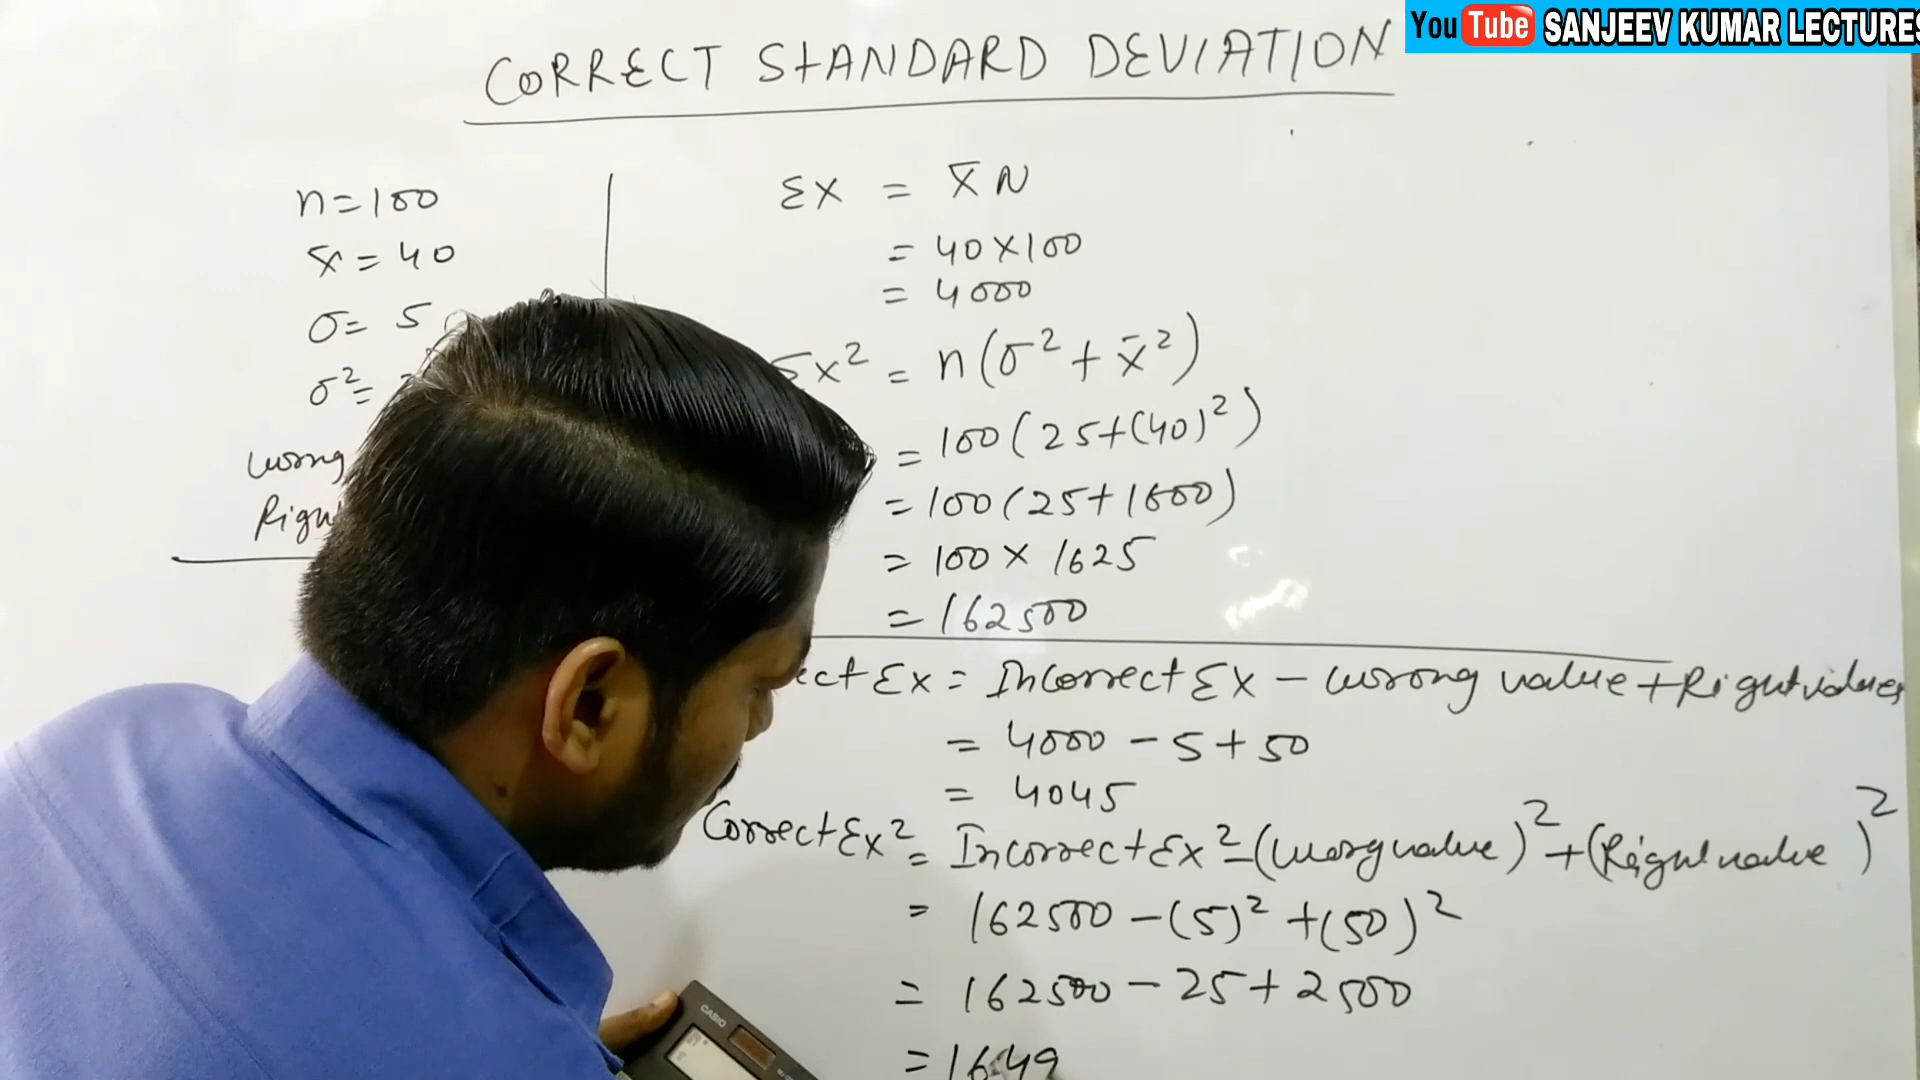 You Tube SANJEEV KUMAR LECTURES
CORRECT STANDARD DEVIATION
n=100
x̄ = 40
σ= 5
σ²=
wrong
Σx = x̄ N
= 40×100
= 4000
Σx² = n(σ² + x̄²)
= 100(25+(40)²)
= 100(25+1600)
= 100 × 1625
= 162500
ect Σx = Incorrect Σx - wrong value + Right values
= 4000 - 5 + 50
= 4045
Correct Σx² = Incorrect Σx² - (wrong value)² + (Right value)²
= 162500 - (5)² + (50)²
= 162500 - 25 + 2500
= 1649
CASIO